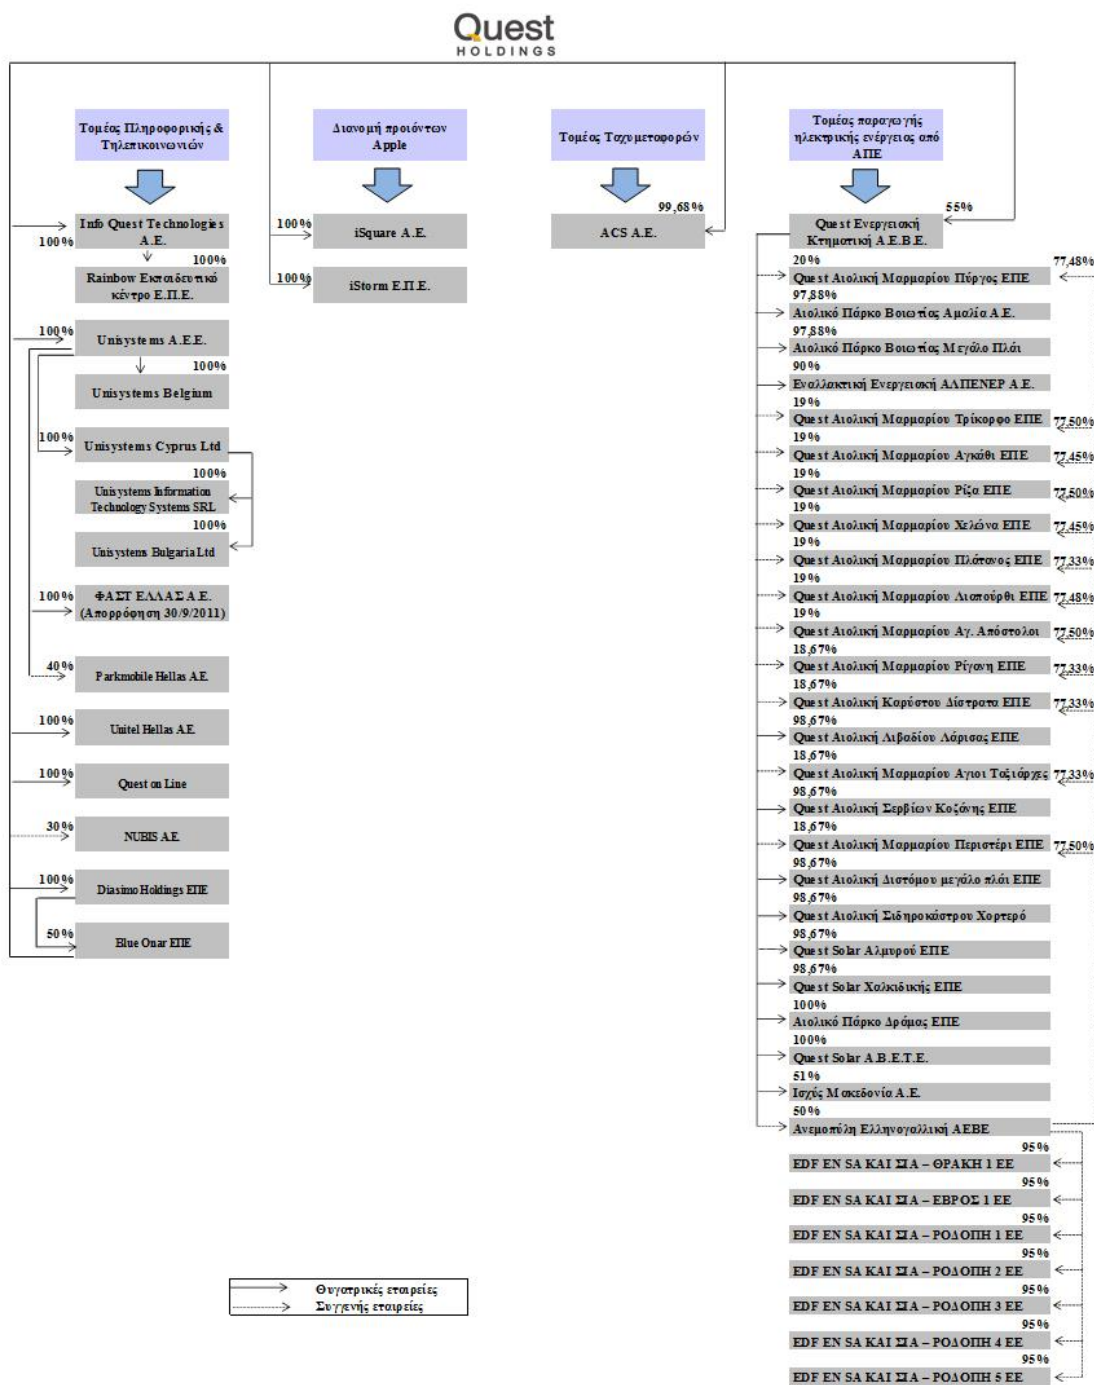 Quest
HOLDINGS
Τομέας Πληροφορικής &
Τηλεπικοινωνιών
Διανομή προιόντων
Apple
Τομέας Ταχυμεταφορών
Τομέας παραγωγής
ηλεκτρικής ενέργειας από
ΑΠΕ
100%
Info Quest Technologies
Α.Ε.
100%
Rainbow Εκπαιδευτικό
κέντρο Ε.Π.Ε.
100%
Unisystems Α.Ε.Ε.
100%
Unisystems Belgium
100%
Unisystems Cyprus Ltd
100%
Unisystems Information
Technology Systems SRL
100%
Unisystems Bulgaria Ltd
100%
ΦΑΣΤ ΕΛΛΑΣ Α.Ε.
(Απορρόφηση 30/9/2011)
40%
Parkmobile Hellas Α.Ε.
100%
Unitel Hellas Α.Ε.
100%
Quest on Line
30%
NUBIS Α.Ε.
100%
Diasimo Holdings ΕΠΕ
50%
Blue Onar ΕΠΕ
100%
iSquare Α.Ε.
100%
iStorm Ε.Π.Ε.
99,68%
ACS Α.Ε.
55%
Quest Ενεργειακή
Κτηματική Α.Ε.Β.Ε.
20%
77,48%
Quest Αιολική Μαρμαρίου Πύργος ΕΠΕ
97,88%
Αιολικό Πάρκο Βοιωτίας Αμαλία Α.Ε.
97,88%
Αιολικό Πάρκο Βοιωτίας Μεγάλο Πλάι
90%
Εναλλακτική Ενεργειακή ΑΛΠΕΝΕΡ Α.Ε.
19%
Quest Αιολική Μαρμαρίου Τρίκορφο ΕΠΕ 77,50%
19%
Quest Αιολική Μαρμαρίου Αγκάθι ΕΠΕ 77,45%
19%
Quest Αιολική Μαρμαρίου Ρίζα ΕΠΕ 77,50%
19%
Quest Αιολική Μαρμαρίου Χελώνα ΕΠΕ 77,45%
19%
Quest Αιολική Μαρμαρίου Πλάτανος ΕΠΕ 77,33%
19%
Quest Αιολική Μαρμαρίου Λιαπούρθι ΕΠΕ 77,48%
19%
Quest Αιολική Μαρμαρίου Αγ. Απόστολοι 77,50%
18,67%
Quest Αιολική Μαρμαρίου Ρίγανη ΕΠΕ 77,33%
18,67%
Quest Αιολική Καρύστου Δίστρατα ΕΠΕ 77,33%
98,67%
Quest Αιολική Λιβαδίου Λάρισας ΕΠΕ
18,67%
Quest Αιολική Μαρμαρίου Αγιοι Ταξιάρχες 77,33%
98,67%
Quest Αιολική Σερβίων Κοζάνης ΕΠΕ
18,67%
Quest Αιολική Μαρμαρίου Περιστέρι ΕΠΕ 77,50%
98,67%
Quest Αιολική Διστόμου μεγάλο πλάι ΕΠΕ
98,67%
Quest Αιολική Σιδηροκάστρου Χορτερό
98,67%
Quest Solar Αλμυρού ΕΠΕ
98,67%
Quest Solar Χαλκιδικής ΕΠΕ
100%
Αιολικό Πάρκο Δράμας ΕΠΕ
100%
Quest Solar Α.Β.Ε.Τ.Ε.
51%
Ισχύς Μακεδονία Α.Ε.
50%
Ανεμοπύλη Ελληνογαλλική ΑΕΒΕ
95%
EDF EN SA ΚΑΙ ΣΙΑ – ΘΡΑΚΗ 1 ΕΕ
95%
EDF EN SA ΚΑΙ ΣΙΑ – ΕΒΡΟΣ 1 ΕΕ
95%
EDF EN SA ΚΑΙ ΣΙΑ – ΡΟΔΟΠΗ 1 ΕΕ
95%
EDF EN SA ΚΑΙ ΣΙΑ – ΡΟΔΟΠΗ 2 ΕΕ
95%
EDF EN SA ΚΑΙ ΣΙΑ – ΡΟΔΟΠΗ 3 ΕΕ
95%
EDF EN SA ΚΑΙ ΣΙΑ – ΡΟΔΟΠΗ 4 ΕΕ
95%
EDF EN SA ΚΑΙ ΣΙΑ – ΡΟΔΟΠΗ 5 ΕΕ
Θυγατρικές εταιρείες
Συγγενής εταιρείες